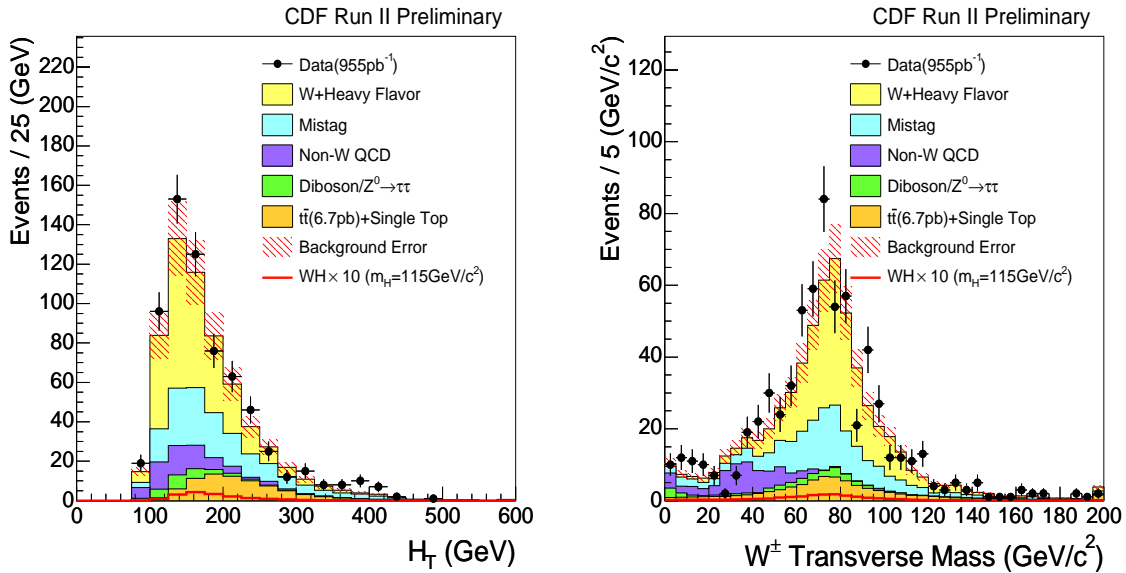 CDF Run II Preliminary
Events / 25 (GeV)
220
200
180
160
140
120
100
80
60
40
20
0
Data(955pb⁻¹)
W+Heavy Flavor
Mistag
Non-W QCD
Diboson/Z⁰→ττ
tt̄(6.7pb)+Single Top
Background Error
WH × 10 (m_H=115GeV/c²)
0 100 200 300 400 500 600
H_T (GeV)
CDF Run II Preliminary
Events / 5 (GeV/c²)
120
100
80
60
40
20
0
Data(955pb⁻¹)
W+Heavy Flavor
Mistag
Non-W QCD
Diboson/Z⁰→ττ
tt̄(6.7pb)+Single Top
Background Error
WH × 10 (m_H=115GeV/c²)
0 20 40 60 80 100 120 140 160 180 200
W± Transverse Mass (GeV/c²)